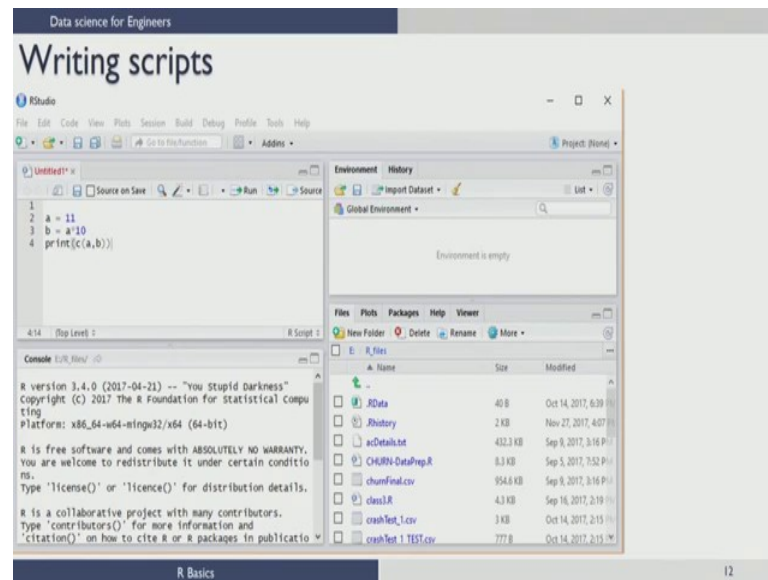 Data science for Engineers
Writing scripts
RStudio
File Edit Code View Plots Session Build Debug Profile Tools Help
Go to file/function Addins
Project: (None)
Untitled1*
Source on Save Run Source
1
2 a = 11
3 b = a*10
4 print(c(a,b))
4:14 (Top Level) R Script
Console E:/R_files/
R version 3.4.0 (2017-04-21) -- "You Stupid Darkness"
Copyright (C) 2017 The R Foundation for Statistical Compu
ting
Platform: x86_64-w64-mingw32/x64 (64-bit)
R is free software and comes with ABSOLUTELY NO WARRANTY.
You are welcome to redistribute it under certain conditio
ns.
Type 'license()' or 'licence()' for distribution details.
R is a collaborative project with many contributors.
Type 'contributors()' for more information and
'citation()' on how to cite R or R packages in publicatio
Environment History
Import Dataset List
Global Environment
Environment is empty
Files Plots Packages Help Viewer
New Folder Delete Rename More
E: R_files
Name Size Modified
..
.RData 40 B Oct 14, 2017, 6:39
.Rhistory 2 KB Nov 27, 2017, 4:07
acDetails.txt 432.3 KB Sep 9, 2017, 3:16 P
CHURN-DataPrep.R 8.3 KB Sep 5, 2017, 7:52 P
churnFinal.csv 954.6 KB Sep 9, 2017, 3:16 P
class3.R 4.3 KB Sep 16, 2017, 2:19
crashTest_1.csv 3 KB Oct 14, 2017, 2:15
crashTest_1_TEST.csv 777 B Oct 14, 2017, 2:15
R Basics
12